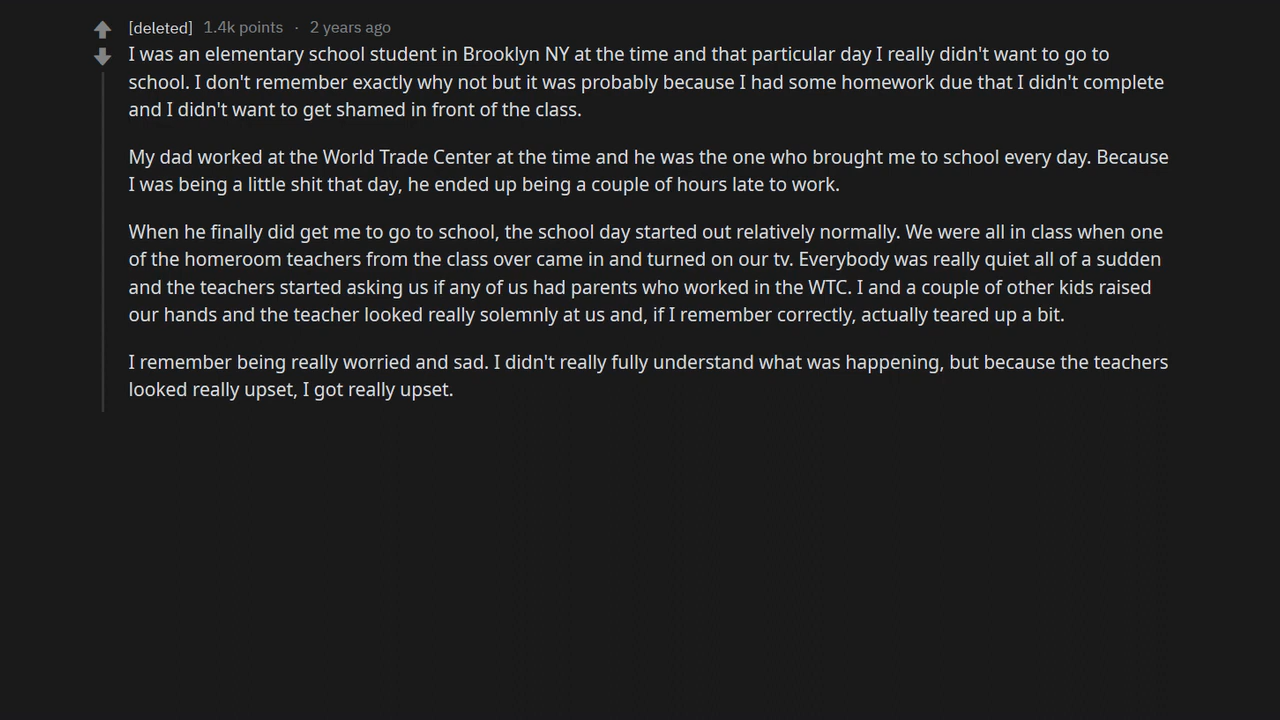 [deleted] 1.4k points · 2 years ago
I was an elementary school student in Brooklyn NY at the time and that particular day I really didn't want to go to
school. I don't remember exactly why not but it was probably because I had some homework due that I didn't complete
and I didn't want to get shamed in front of the class.
My dad worked at the World Trade Center at the time and he was the one who brought me to school every day. Because
I was being a little shit that day, he ended up being a couple of hours late to work.
When he finally did get me to go to school, the school day started out relatively normally. We were all in class when one
of the homeroom teachers from the class over came in and turned on our tv. Everybody was really quiet all of a sudden
and the teachers started asking us if any of us had parents who worked in the WTC. I and a couple of other kids raised
our hands and the teacher looked really solemnly at us and, if I remember correctly, actually teared up a bit.
I remember being really worried and sad. I didn't really fully understand what was happening, but because the teachers
looked really upset, I got really upset.